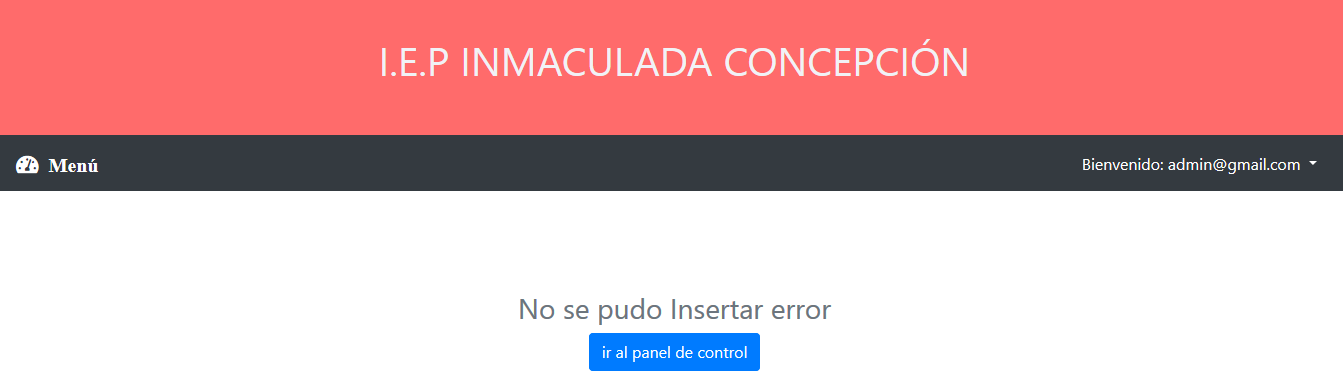 I.E.P INMACULADA CONCEPCIÓN
Menú
Bienvenido: admin@gmail.com
No se pudo Insertar error
ir al panel de control